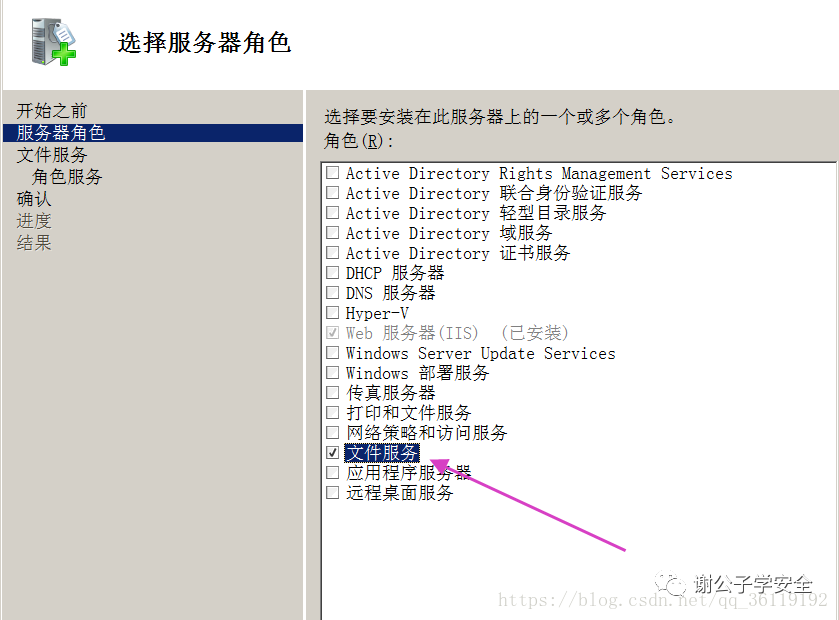 选择服务器角色
开始之前
服务器角色
文件服务
角色服务
确认
进度
结果
选择要安装在此服务器上的一个或多个角色。
角色(R):
Active Directory Rights Management Services
Active Directory 联合身份验证服务
Active Directory 轻型目录服务
Active Directory 域服务
Active Directory 证书服务
DHCP 服务器
DNS 服务器
Hyper-V
Web 服务器(IIS) (已安装)
Windows Server Update Services
Windows 部署服务
传真服务器
打印和文件服务
网络策略和访问服务
文件服务
应用程序服务器
远程桌面服务
谢公子学安全
https://blog.csdn.net/qq_36119192